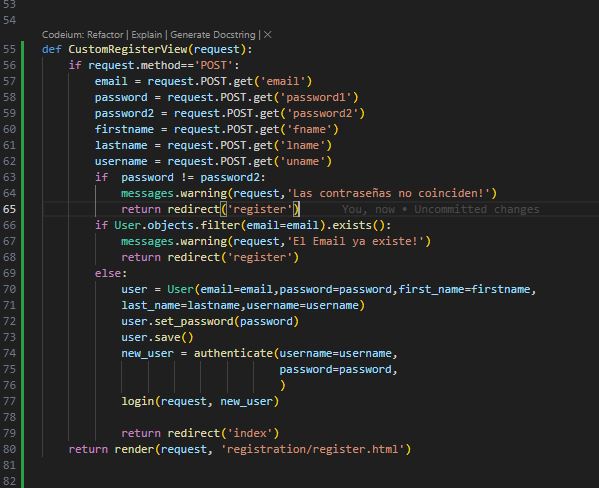 53
54
Codeium: Refactor | Explain | Generate Docstring | ×
55 def CustomRegisterView(request):
56     if request.method=='POST':
57         email = request.POST.get('email')
58         password = request.POST.get('password1')
59         password2 = request.POST.get('password2')
60         firstname = request.POST.get('fname')
61         lastname = request.POST.get('lname')
62         username = request.POST.get('uname')
63         if  password != password2:
64             messages.warning(request,'Las contraseñas no coinciden!')
65             return redirect('register')      You, now • Uncommitted changes
66         if User.objects.filter(email=email).exists():
67             messages.warning(request,'El Email ya existe!')
68             return redirect('register')
69         else:
70             user = User(email=email,password=password,first_name=firstname,
71             last_name=lastname,username=username)
72             user.set_password(password)
73             user.save()
74             new_user = authenticate(username=username,
75                                     password=password,
76                                     )
77             login(request, new_user)
78
79             return redirect('index')
80     return render(request, 'registration/register.html')
81
82